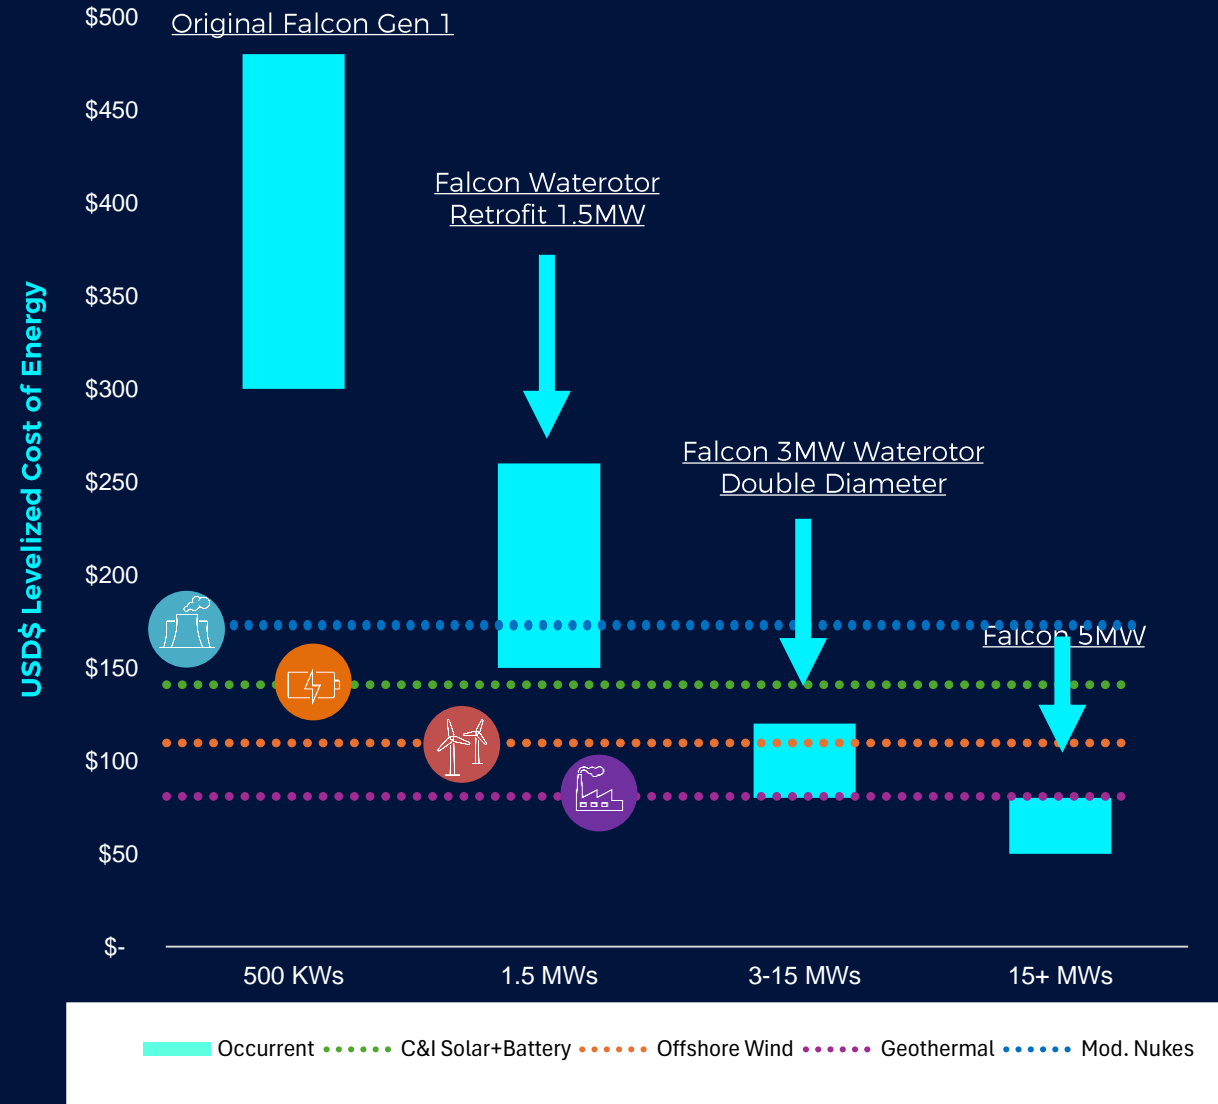 $500
Original Falcon Gen 1
$450
Falcon Waterotor
Retrofit 1.5MW
$400
$350
$300
Falcon 3MW Waterotor
Double Diameter
$250
$200
Falcon 5MW
$150
$100
$50
$-
USD$ Levelized Cost of Energy
500 KWs
1.5 MWs
3-15 MWs
15+ MWs
Occurrent
C&I Solar+Battery
Offshore Wind
Geothermal
Mod. Nukes